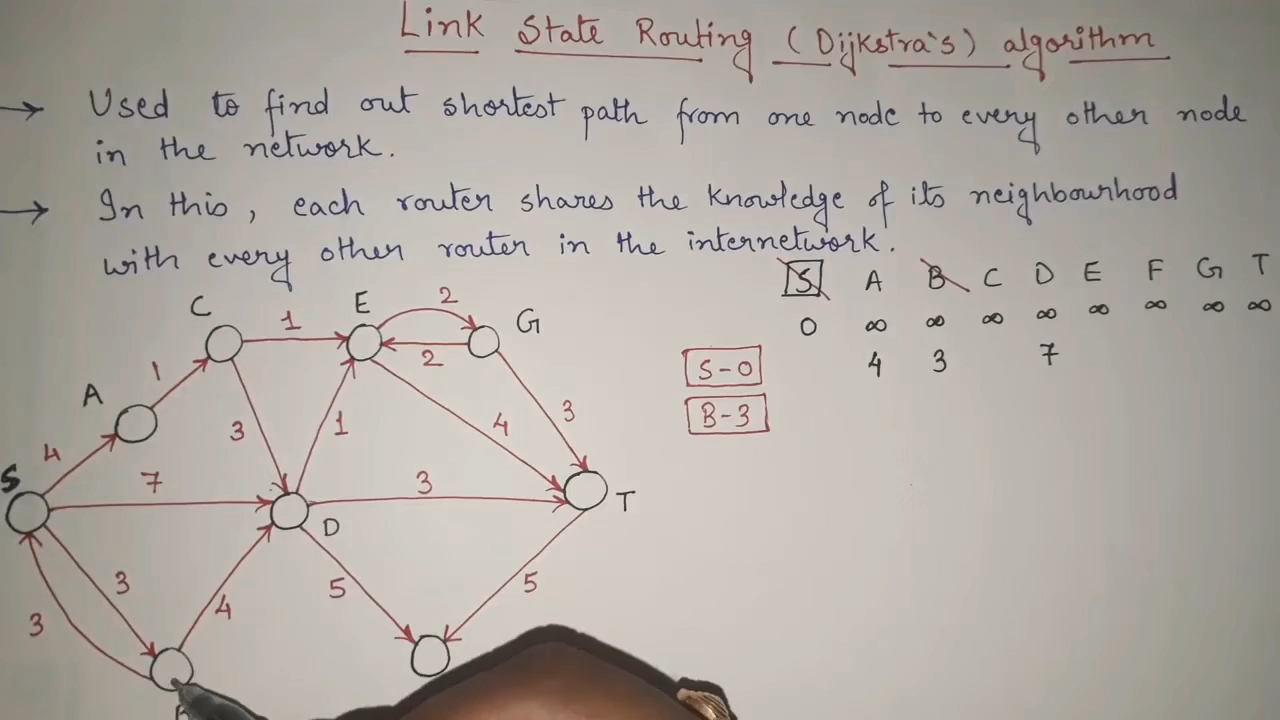 Link State Routing (Dijkstra's) algorithm
→ Used to find out shortest path from one node to every other node
in the network.
→ In this, each router shares the knowledge of its neighbourhood
with every other router in the internetwork.
S A B C D E F G T
0 ∞ ∞ ∞ ∞ ∞ ∞ ∞ ∞
4 3 7
S-0
B-3
C 1 E 2 G
2
A 1
4 3 1 4 3
S 7 3 T
D
3 4 5 5
3